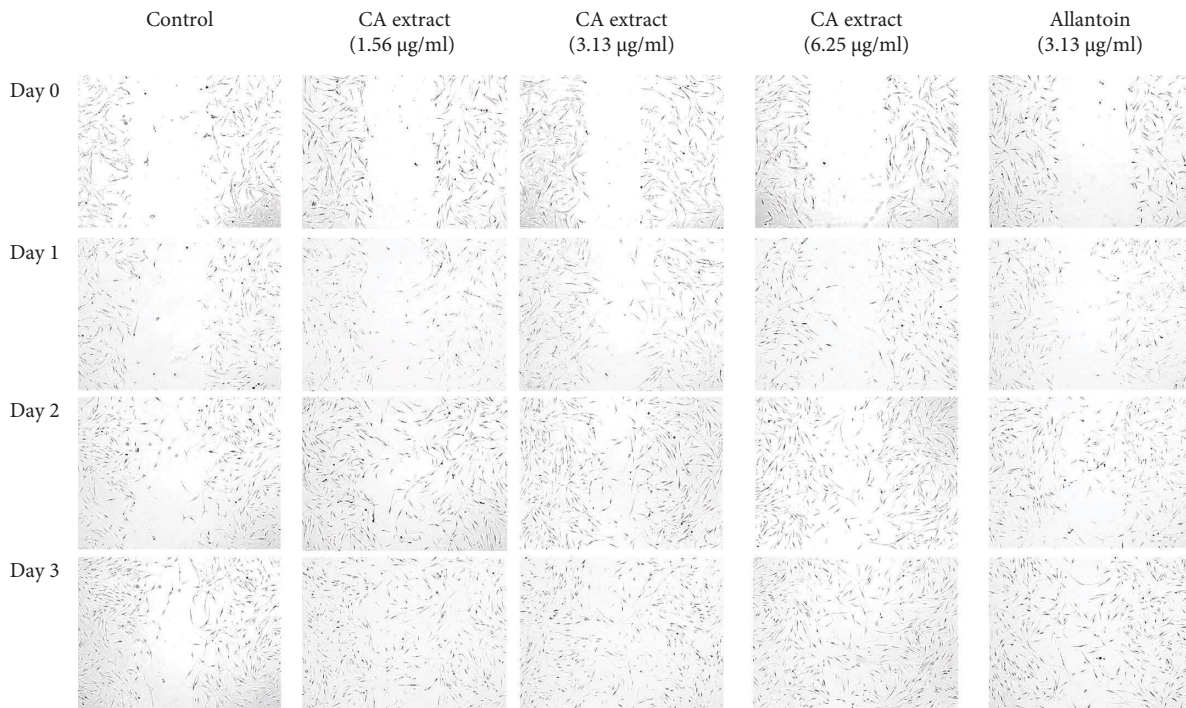 Control
CA extract
(1.56 µg/ml)
CA extract
(3.13 µg/ml)
CA extract
(6.25 µg/ml)
Allantoin
(3.13 µg/ml)
Day 0
Day 1
Day 2
Day 3